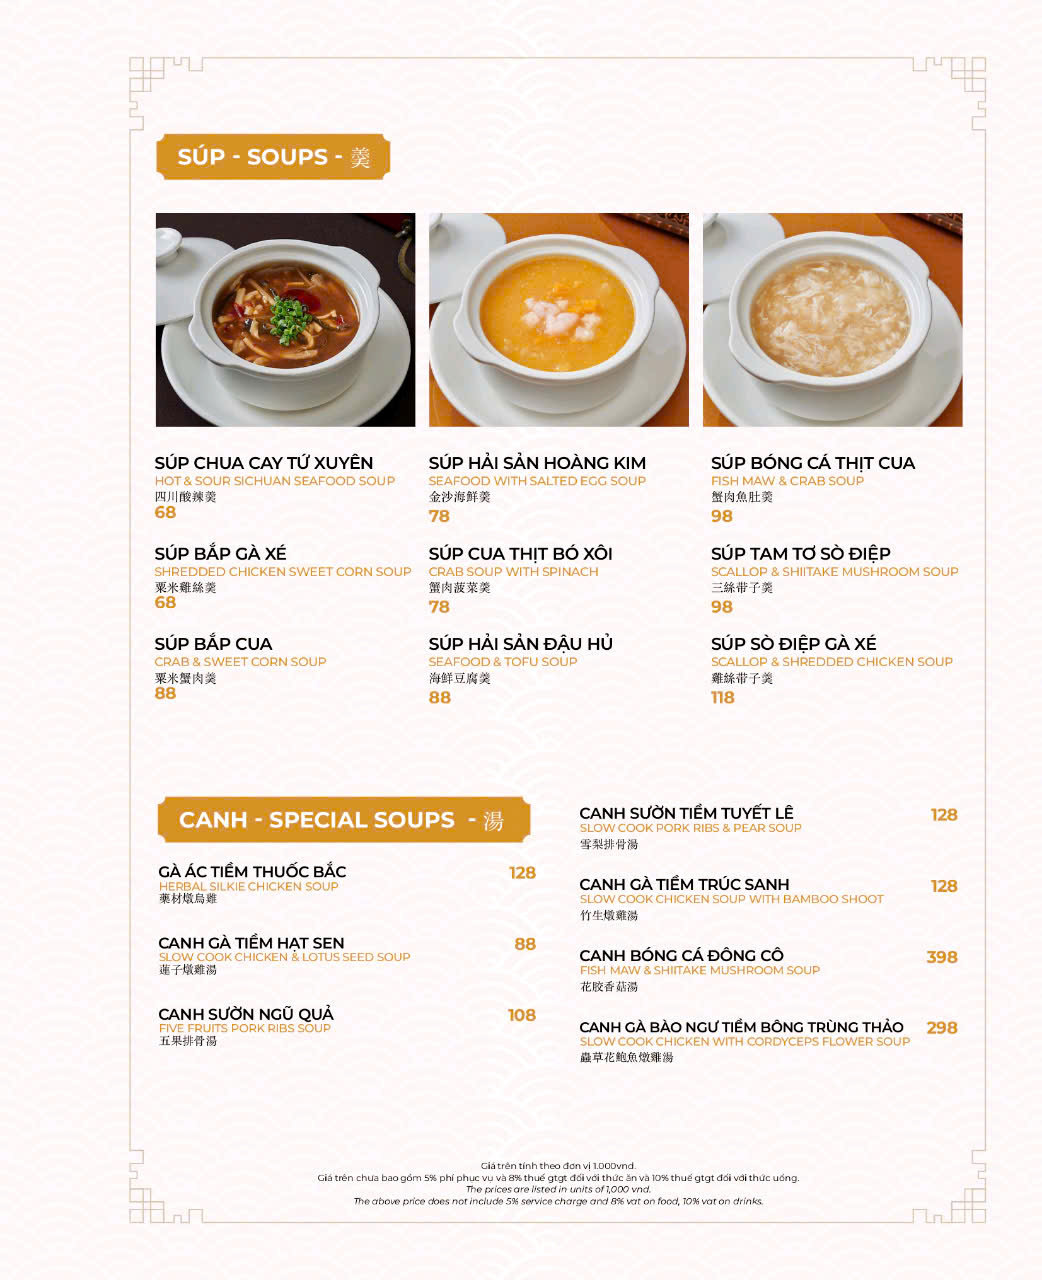 SÚP - SOUPS - 羹
SÚP CHUA CAY TỨ XUYÊN
HOT & SOUR SICHUAN SEAFOOD SOUP
四川酸辣羹
68
SÚP HẢI SẢN HOÀNG KIM
SEAFOOD WITH SALTED EGG SOUP
金沙海鮮羹
78
SÚP BÓNG CÁ THỊT CUA
FISH MAW & CRAB SOUP
蟹肉魚肚羹
98
SÚP BẮP GÀ XÉ
SHREDDED CHICKEN SWEET CORN SOUP
粟米雞絲羹
68
SÚP CUA THỊT BÓ XÔI
CRAB SOUP WITH SPINACH
蟹肉菠菜羹
78
SÚP TAM TƠ SÒ ĐIỆP
SCALLOP & SHIITAKE MUSHROOM SOUP
三絲带子羹
98
SÚP BẮP CUA
CRAB & SWEET CORN SOUP
粟米蟹肉羹
88
SÚP HẢI SẢN ĐẬU HỦ
SEAFOOD & TOFU SOUP
海鮮豆腐羹
88
SÚP SÒ ĐIỆP GÀ XÉ
SCALLOP & SHREDDED CHICKEN SOUP
雞絲带子羹
118
CANH - SPECIAL SOUPS - 湯
GÀ ÁC TIỀM THUỐC BẮC 128
HERBAL SILKIE CHICKEN SOUP
藥材燉烏雞
CANH GÀ TIỀM HẠT SEN 88
SLOW COOK CHICKEN & LOTUS SEED SOUP
蓮子燉雞湯
CANH SƯỜN NGŨ QUẢ 108
FIVE FRUITS PORK RIBS SOUP
五果排骨湯
CANH SƯỜN TIỀM TUYẾT LÊ 128
SLOW COOK PORK RIBS & PEAR SOUP
雪梨排骨湯
CANH GÀ TIỀM TRÚC SANH 128
SLOW COOK CHICKEN SOUP WITH BAMBOO SHOOT
竹生燉雞湯
CANH BÓNG CÁ ĐÔNG CÔ 398
FISH MAW & SHIITAKE MUSHROOM SOUP
花胶香菇湯
CANH GÀ BÀO NGƯ TIỀM BÔNG TRÙNG THẢO 298
SLOW COOK CHICKEN WITH CORDYCEPS FLOWER SOUP
蟲草花鮑魚燉雞湯
Giá trên tính theo đơn vị 1.000vnd.
Giá trên chưa bao gồm 5% phí phục vụ và 8% thuế gtgt đối với thức ăn và 10% thuế gtgt đối với thức uống.
The prices are listed in units of 1,000 vnd.
The above price does not include 5% service charge and 8% vat on food, 10% vat on drinks.